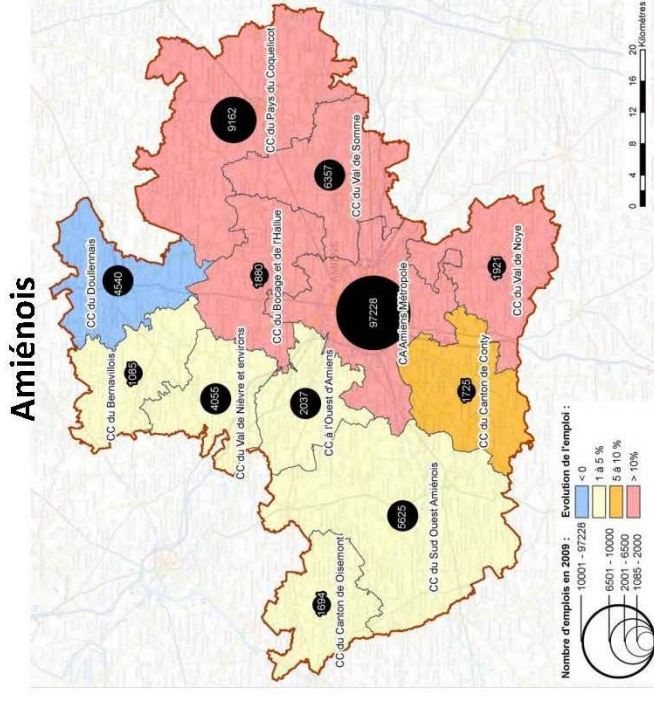 Amiénois
CC du Doullennais
4540
CC du Bernavillois
1085
CC du Pays du Coquelicot
9162
CC du Val de Nièvre et environs
4055
CC du Bocage et de l'Hallue
1880
CC du Val de Somme
6357
CC à l'Ouest d'Amiens
2037
CA Amiens Métropole
97228
CC du Canton de Oisemont
1694
CC du Sud Ouest Amiénois
5625
CC du Canton de Conty
1725
CC du Val de Noye
1921
Nombre d'emplois en 2009 :
10001 - 97228
6501 - 10000
2001 - 6500
1085 - 2000
Evolution de l'emploi :
< 0
1 à 5 %
5 à 10 %
> 10%
0 4 8 12 16 20
Kilomètres